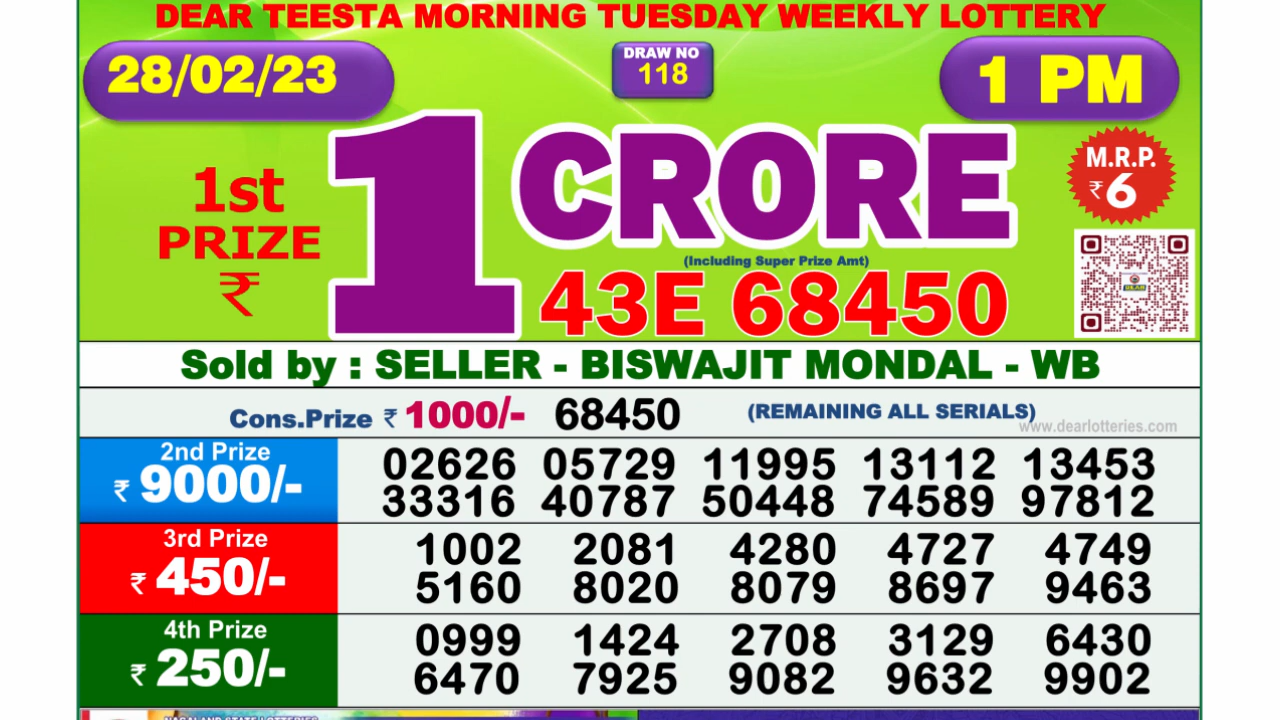 DEAR TEESTA MORNING TUESDAY WEEKLY LOTTERY
28/02/23
DRAW NO
118
1 PM
1st
PRIZE
₹
1 CRORE
(Including Super Prize Amt)
43E 68450
M.R.P.
₹6
Sold by : SELLER - BISWAJIT MONDAL - WB
Cons.Prize ₹ 1000/- 68450 (REMAINING ALL SERIALS)
www.dearlotteries.com
2nd Prize
₹ 9000/-
02626 05729 11995 13112 13453
33316 40787 50448 74589 97812
3rd Prize
₹ 450/-
1002 2081 4280 4727 4749
5160 8020 8079 8697 9463
4th Prize
₹ 250/-
0999 1424 2708 3129 6430
6470 7925 9082 9632 9902
NAGALAND STATE LOTTERIES